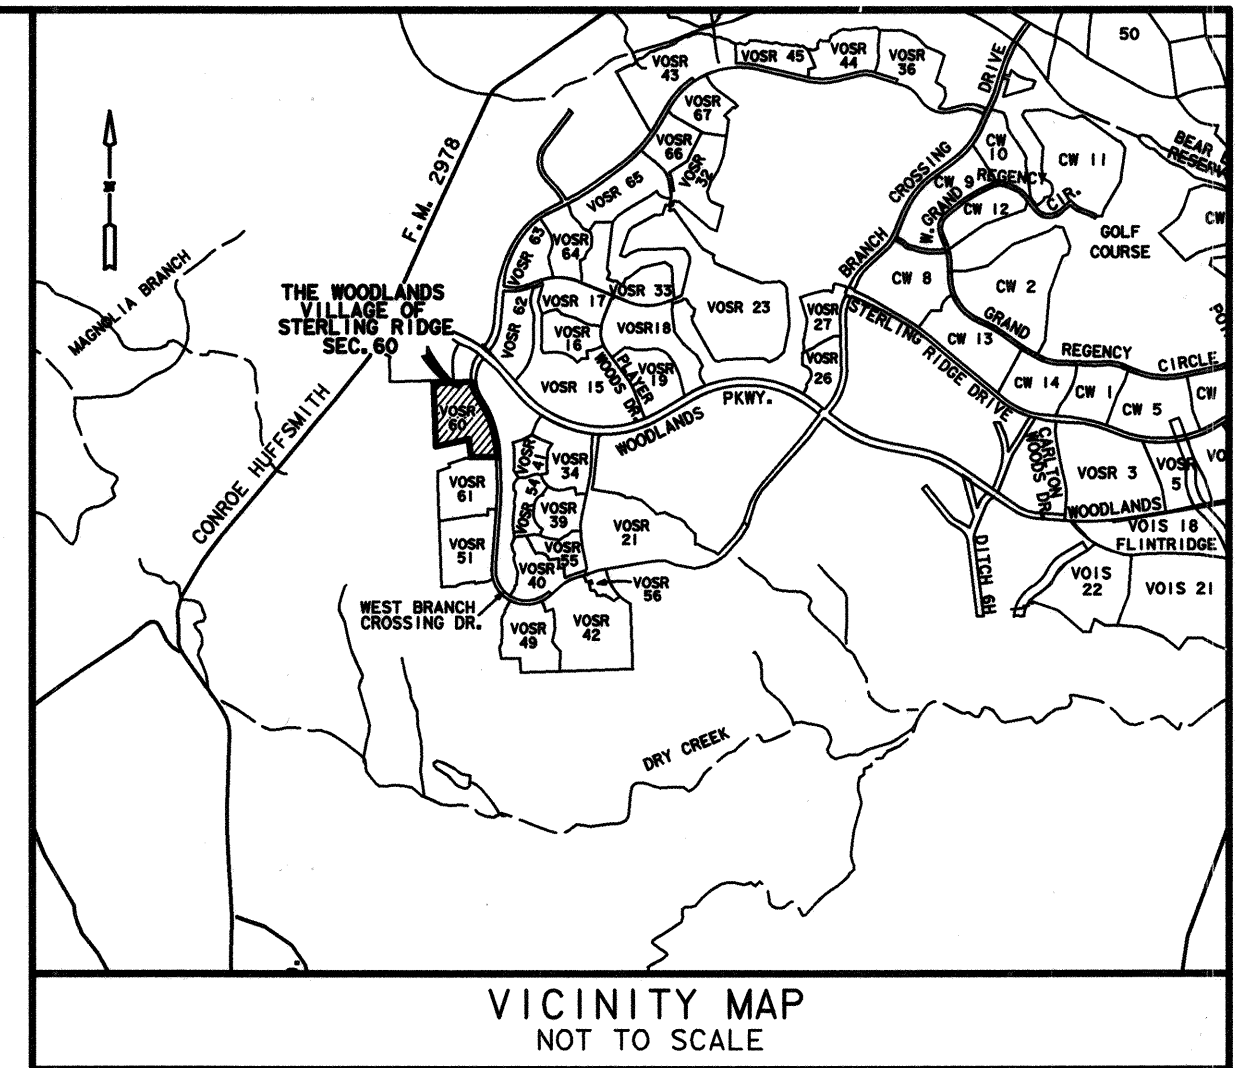 50
DRIVE
VOSR
43
VOSR 45
VOSR
44
VOSR
36
VOSR
67
VOSR
66
VOSR
32
VOSR 65
F.M. 2978
CROSSING
BRANCH
CW
10
CW 11
BEAR
CW 9
REGENCY
CIR.
W. GRAND
CW 12
CW
GOLF
COURSE
N
MAGNOLIA BRANCH
VOSR 63
VOSR
64
CW 8
CW 2
THE WOODLANDS
VILLAGE OF
STERLING RIDGE
SEC. 60
VOSR 62
VOSR 17
VOSR 33
VOSR 23
VOSR
27
VOSR
16
VOSR18
STERLING RIDGE DRIVE
GRAND
REGENCY
CIRCLE
CW 13
VOSR
26
PLAYER
WOODS DR.
VOSR
19
VOSR 15
CW 14
CW 1
CW 5
CW
PKWY.
WOODLANDS
CONROE HUFFSMITH
VOSR
60
VOSR
41
VOSR
34
CARLTON
WOODS DR.
VOSR 3
VOSR
5
VO
VOSR
61
VOSR 54
VOSR
39
VOSR
21
WOODLANDS
VOIS 18
FLINTRIDGE
VOSR
51
VOSR
55
VOSR
40
VOSR
56
DITCH 6H
VOIS
22
VOIS 21
WEST BRANCH
CROSSING DR.
VOSR
49
VOSR
42
DRY CREEK
VICINITY MAP
NOT TO SCALE